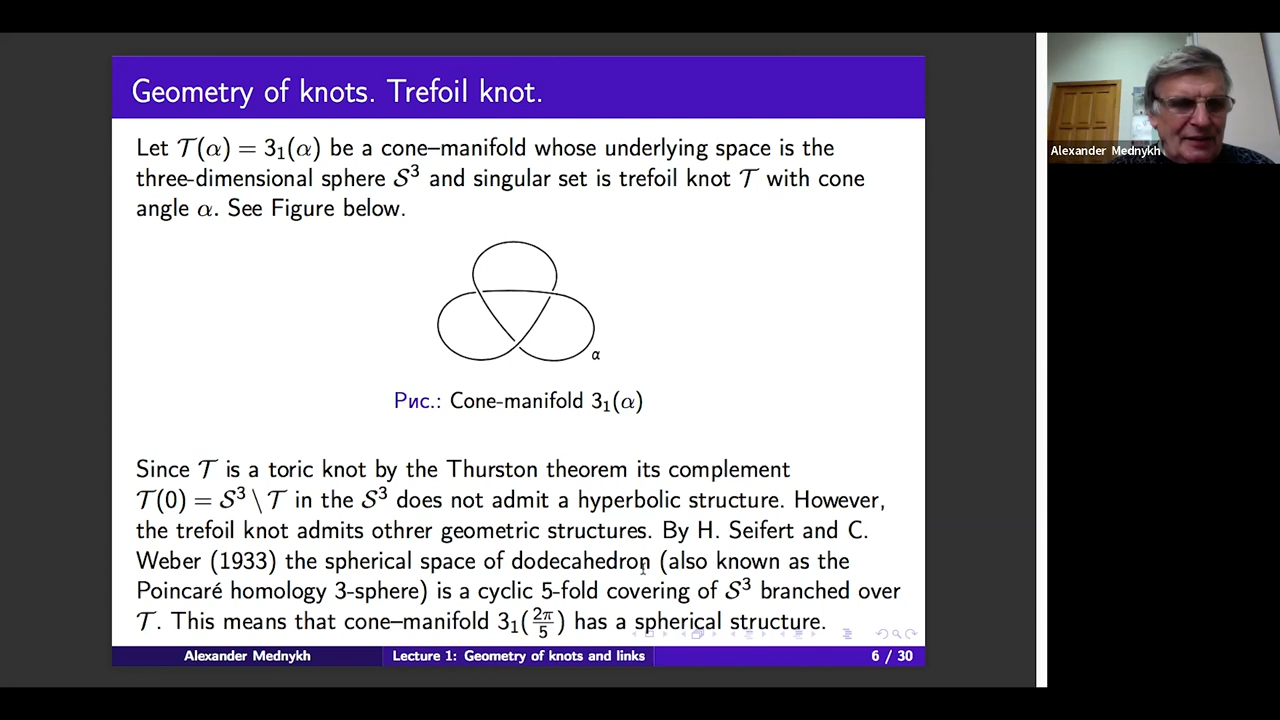 Geometry of knots. Trefoil knot.
Let 𝒯(α) = 3₁(α) be a cone–manifold whose underlying space is the
three-dimensional sphere 𝒮³ and singular set is trefoil knot 𝒯 with cone
angle α. See Figure below.
α
Рис.: Cone-manifold 3₁(α)
Since 𝒯 is a toric knot by the Thurston theorem its complement
𝒯(0) = 𝒮³ \ 𝒯 in the 𝒮³ does not admit a hyperbolic structure. However,
the trefoil knot admits othrer geometric structures. By H. Seifert and C.
Weber (1933) the spherical space of dodecahedron (also known as the
Poincaré homology 3-sphere) is a cyclic 5-fold covering of 𝒮³ branched over
𝒯. This means that cone–manifold 3₁(2π/5) has a spherical structure.
Alexander Mednykh Lecture 1: Geometry of knots and links 6 / 30
Alexander Mednykh